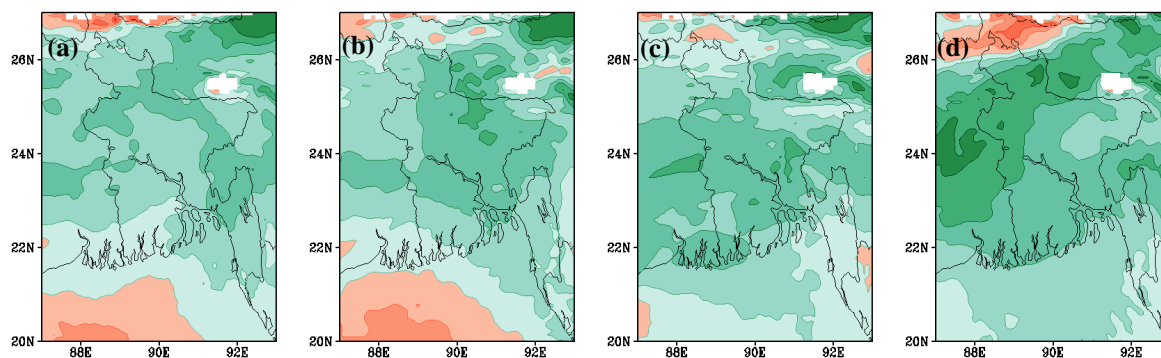 (a) (b) (c) (d)
26N 26N 26N 26N
24N 24N 24N 24N
22N 22N 22N 22N
20N 20N 20N 20N
88E 90E 92E 88E 90E 92E 88E 90E 92E 88E 90E 92E